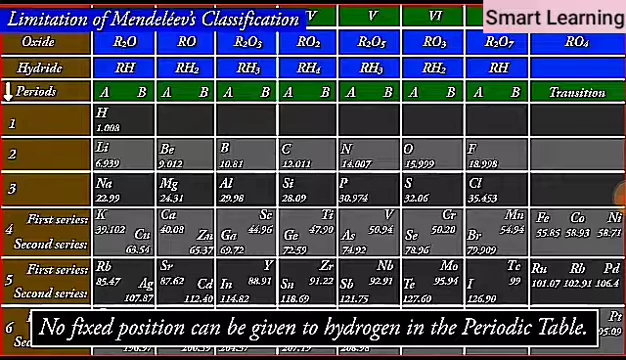 Limitation of Mendeléev's Classification
V V VI
Smart Learning
Oxide R₂O RO R₂O₃ RO₂ R₂O₅ RO₃ R₂O₇ RO₄
Hydride RH RH₂ RH₃ RH₄ RH₃ RH₂ RH
Periods A B A B A B A B A B A B A B Transition
1 H
1.008
2 Li Be B C N O F
6.939 9.012 10.81 12.011 14.007 15.999 18.998
3 Na Mg Al Si P S Cl
22.99 24.31 29.98 28.09 30.974 32.06 35.453
4 First series: K Ca Sc Ti V Cr Mn Fe Co Ni
39.102 40.08 44.96 47.90 50.94 50.20 54.94 55.85 58.93 58.71
Second series: Cu Zn Ga Ge As Se Br
63.54 65.37 69.72 72.59 74.92 78.96 79.909
5 First series: Rb Sr Y Zr Nb Mo Tc Ru Rh Pd
85.47 87.62 88.91 91.22 92.91 95.94 99 101.07 102.91 106.4
Second series: Ag Cd In Sn Sb Te I
107.87 112.40 114.82 118.69 121.75 127.60 126.90
6 Pt
No fixed position can be given to hydrogen in the Periodic Table.